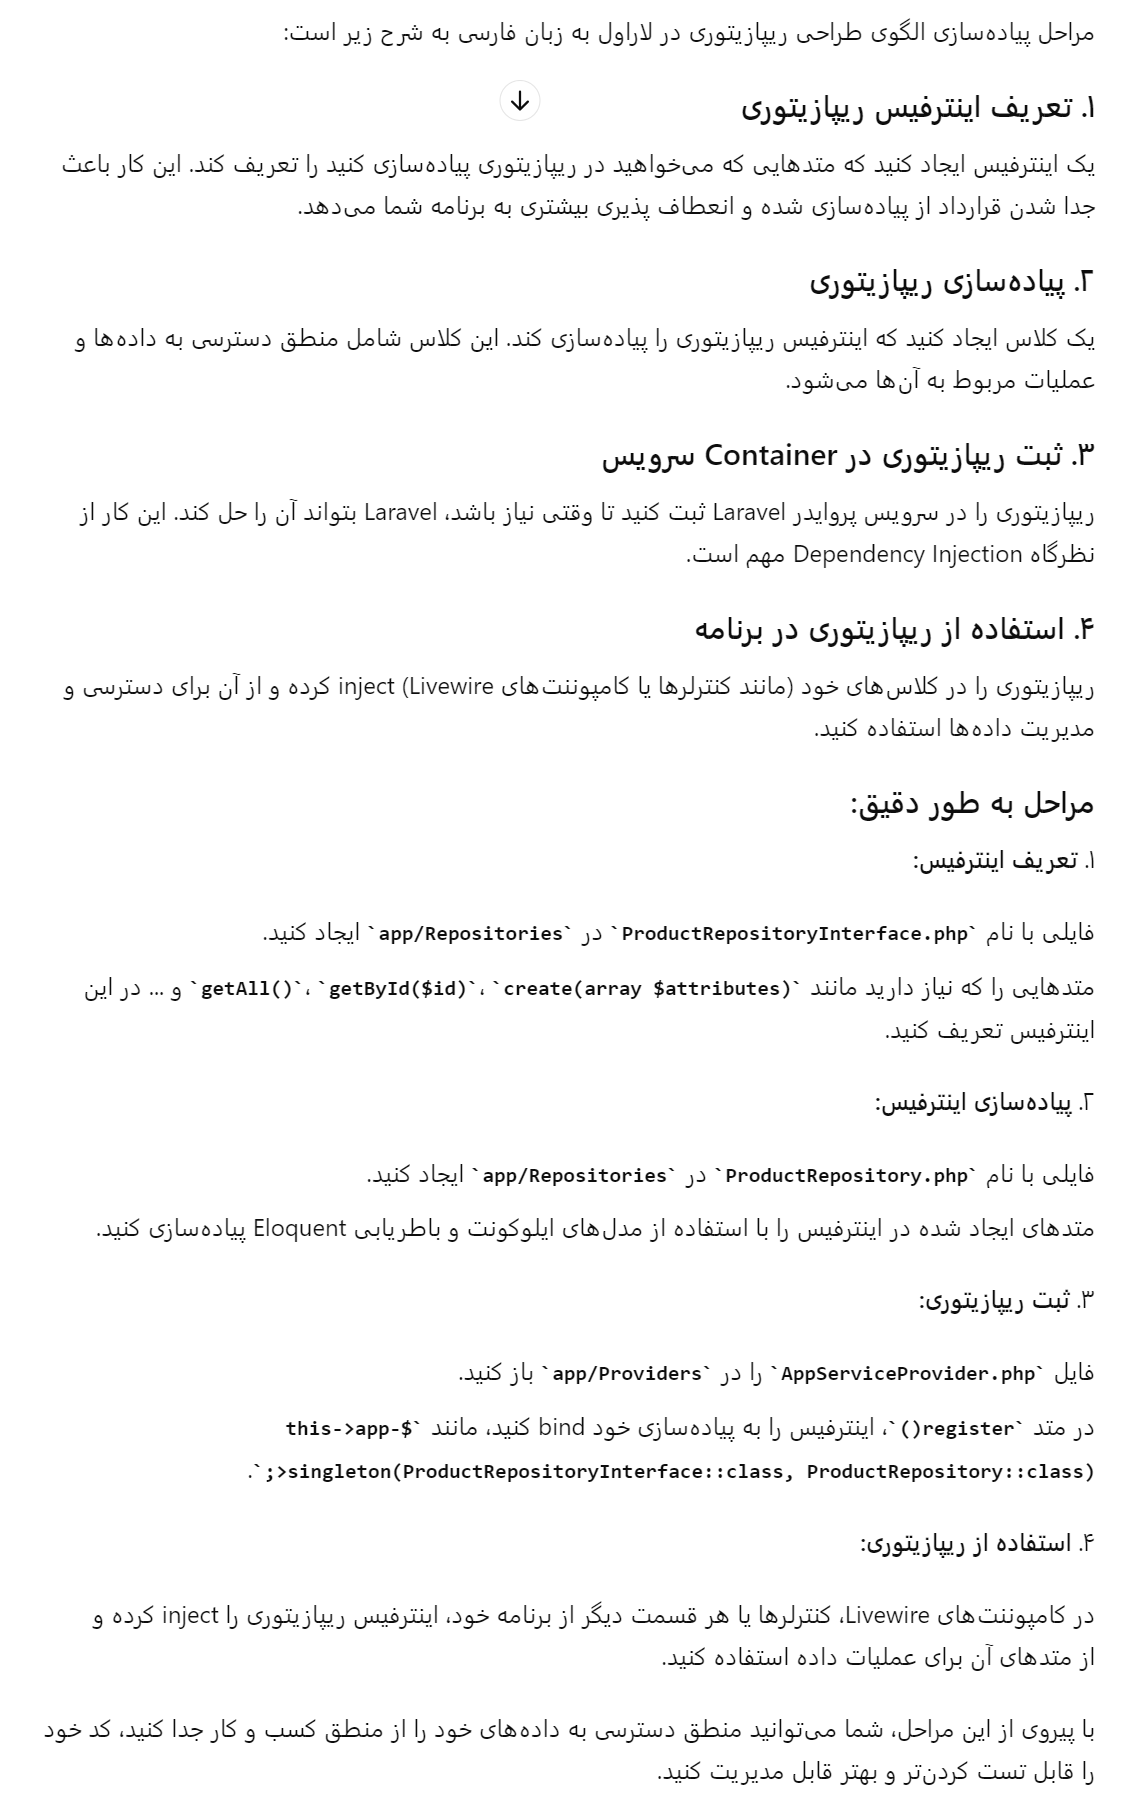 مراحل پیاده‌سازی الگوی طراحی ریپازیتوری در لاراول به زبان فارسی به شرح زیر است:
۱. تعریف اینترفیس ریپازیتوری
یک اینترفیس ایجاد کنید که متدهایی که می‌خواهید در ریپازیتوری پیاده‌سازی کنید را تعریف کند. این کار باعث
جدا شدن قرارداد از پیاده‌سازی شده و انعطاف پذیری بیشتری به برنامه شما می‌دهد.
۲. پیاده‌سازی ریپازیتوری
یک کلاس ایجاد کنید که اینترفیس ریپازیتوری را پیاده‌سازی کند. این کلاس شامل منطق دسترسی به داده‌ها و
عملیات مربوط به آن‌ها می‌شود.
۳. ثبت ریپازیتوری در Container سرویس
ریپازیتوری را در سرویس پروایدر Laravel ثبت کنید تا وقتی نیاز باشد، Laravel بتواند آن را حل کند. این کار از
نظرگاه Dependency Injection مهم است.
۴. استفاده از ریپازیتوری در برنامه
ریپازیتوری را در کلاس‌های خود (مانند کنترلرها یا کامپوننت‌های Livewire) inject کرده و از آن برای دسترسی و
مدیریت داده‌ها استفاده کنید.
مراحل به طور دقیق:
۱. تعریف اینترفیس:
فایلی با نام `ProductRepositoryInterface.php` در `app/Repositories` ایجاد کنید.
متدهایی را که نیاز دارید مانند `getAll()`، `getById($id)`، `create(array $attributes)` و ... در این
اینترفیس تعریف کنید.
۲. پیاده‌سازی اینترفیس:
فایلی با نام `ProductRepository.php` در `app/Repositories` ایجاد کنید.
متدهای ایجاد شده در اینترفیس را با استفاده از مدل‌های ایلوکونت و باطریابی Eloquent پیاده‌سازی کنید.
۳. ثبت ریپازیتوری:
فایل `AppServiceProvider.php` را در `app/Providers` باز کنید.
در متد `register()`، اینترفیس را به پیاده‌سازی خود bind کنید، مانند `$this->app-
>singleton(ProductRepositoryInterface::class, ProductRepository::class);`.
۴. استفاده از ریپازیتوری:
در کامپوننت‌های Livewire، کنترلرها یا هر قسمت دیگر از برنامه خود، اینترفیس ریپازیتوری را inject کرده و
از متدهای آن برای عملیات داده استفاده کنید.
با پیروی از این مراحل، شما می‌توانید منطق دسترسی به داده‌های خود را از منطق کسب و کار جدا کنید، کد خود
را قابل تست کردن‌تر و بهتر قابل مدیریت کنید.